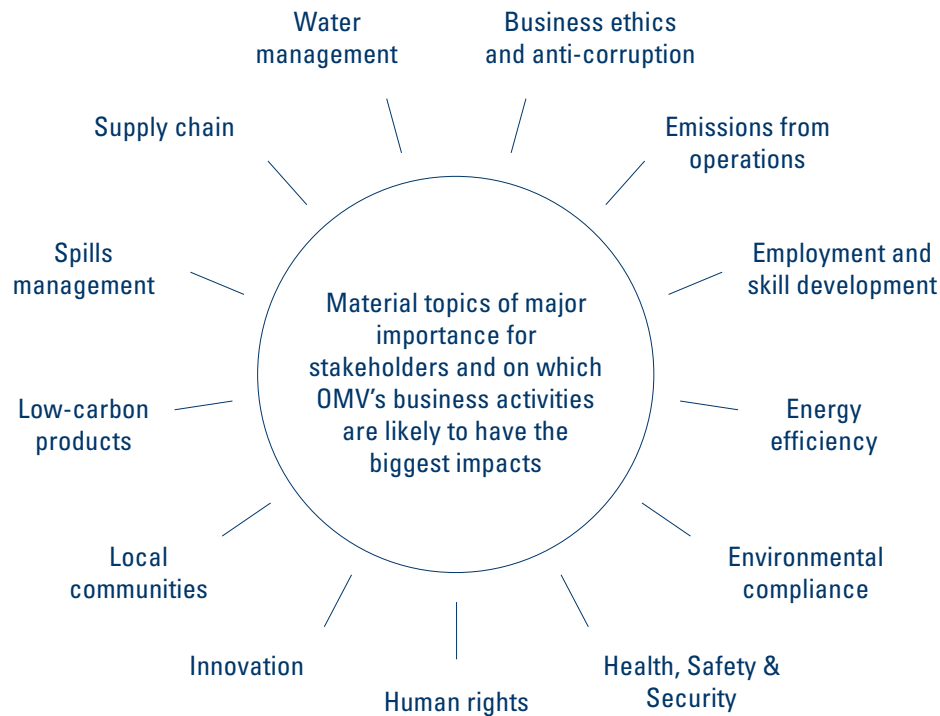 Water
management
Business ethics
and anti-corruption
Supply chain
Emissions from
operations
Spills
management
Employment and
skill development
Material topics of major
importance for
stakeholders and on which
OMV's business activities
are likely to have the
biggest impacts
Low-carbon
products
Energy
efficiency
Local
communities
Environmental
compliance
Innovation
Human rights
Health, Safety &
Security